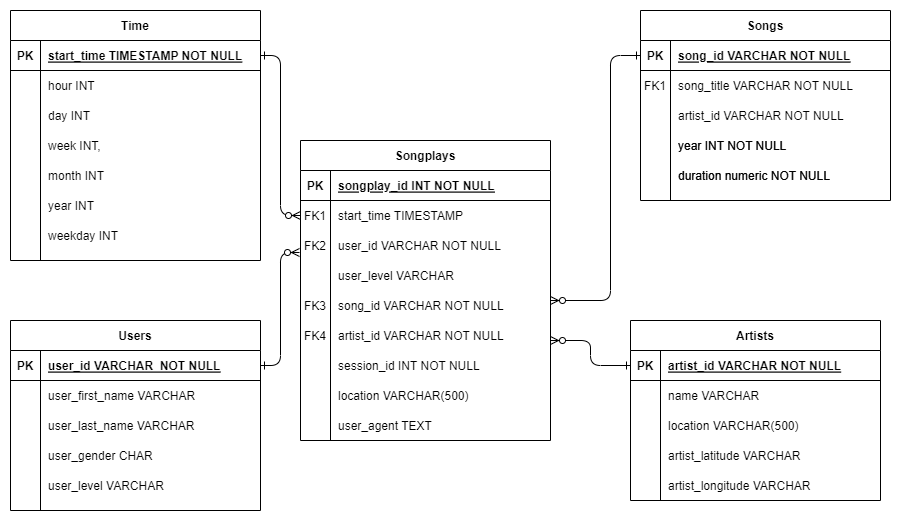 Time
PK start_time TIMESTAMP NOT NULL
hour INT
day INT
week INT,
month INT
year INT
weekday INT
Songs
PK song_id VARCHAR NOT NULL
FK1 song_title VARCHAR NOT NULL
artist_id VARCHAR NOT NULL
year INT NOT NULL
duration numeric NOT NULL
Songplays
PK songplay_id INT NOT NULL
FK1 start_time TIMESTAMP
FK2 user_id VARCHAR NOT NULL
user_level VARCHAR
FK3 song_id VARCHAR NOT NULL
FK4 artist_id VARCHAR NOT NULL
session_id INT NOT NULL
location VARCHAR(500)
user_agent TEXT
Users
PK user_id VARCHAR  NOT NULL
user_first_name VARCHAR
user_last_name VARCHAR
user_gender CHAR
user_level VARCHAR
Artists
PK artist_id VARCHAR NOT NULL
name VARCHAR
location VARCHAR(500)
artist_latitude VARCHAR
artist_longitude VARCHAR